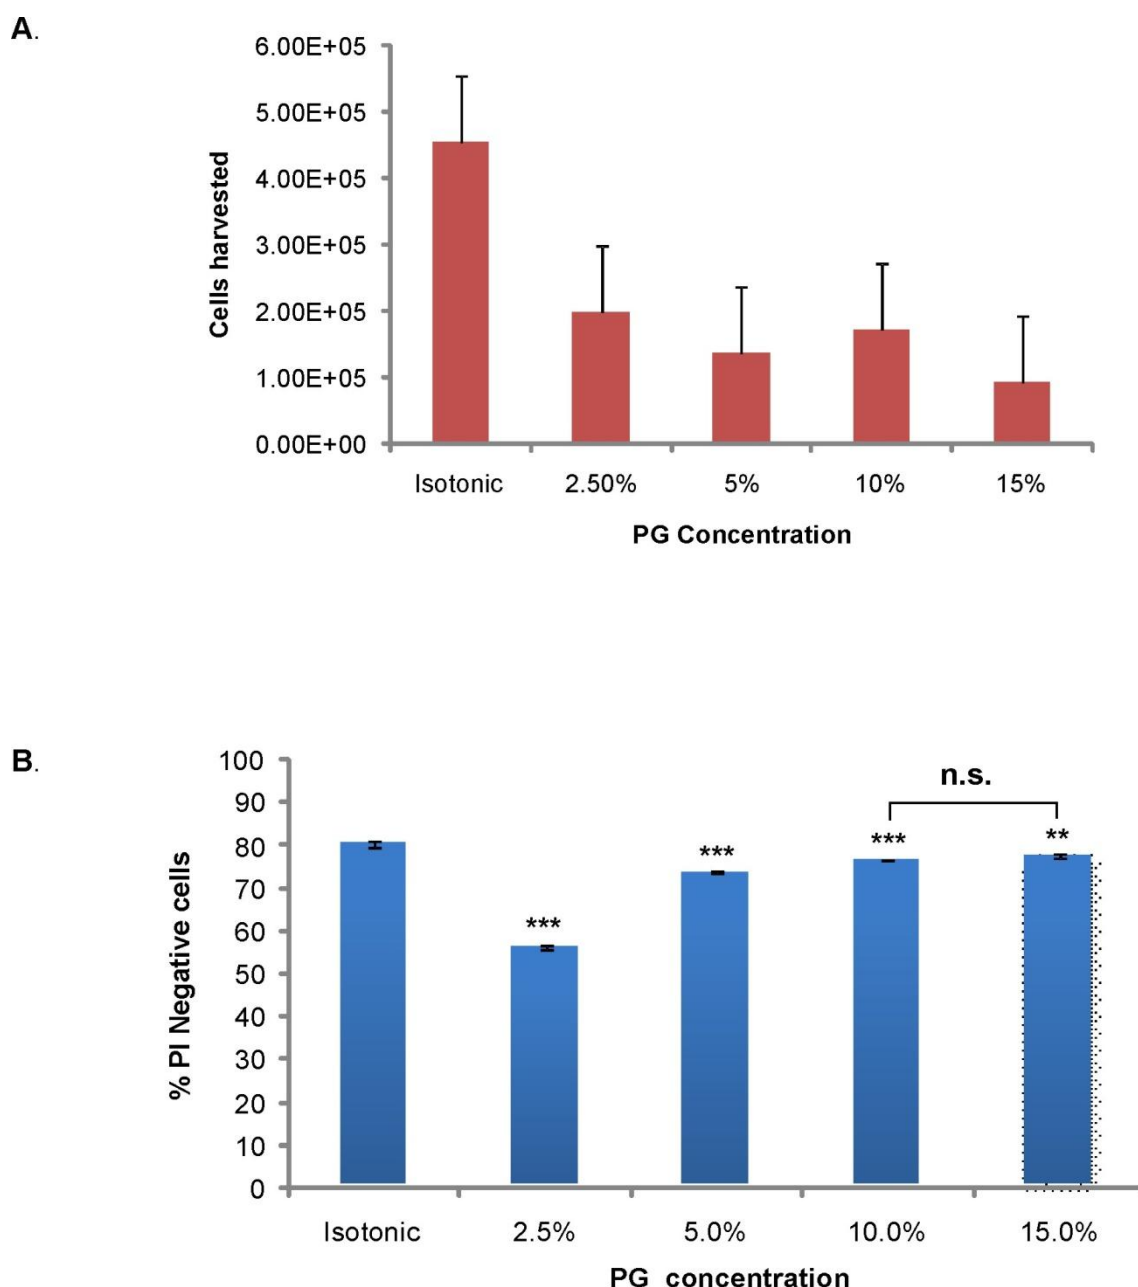 A.
6.00E+05
5.00E+05
4.00E+05
3.00E+05
2.00E+05
1.00E+05
0.00E+00
Cells harvested
Isotonic 2.50% 5% 10% 15%
PG Concentration
B.
100
90
80
70
60
50
40
30
20
10
0
% PI Negative cells
n.s.
*** *** *** **
Isotonic 2.5% 5.0% 10.0% 15.0%
PG concentration